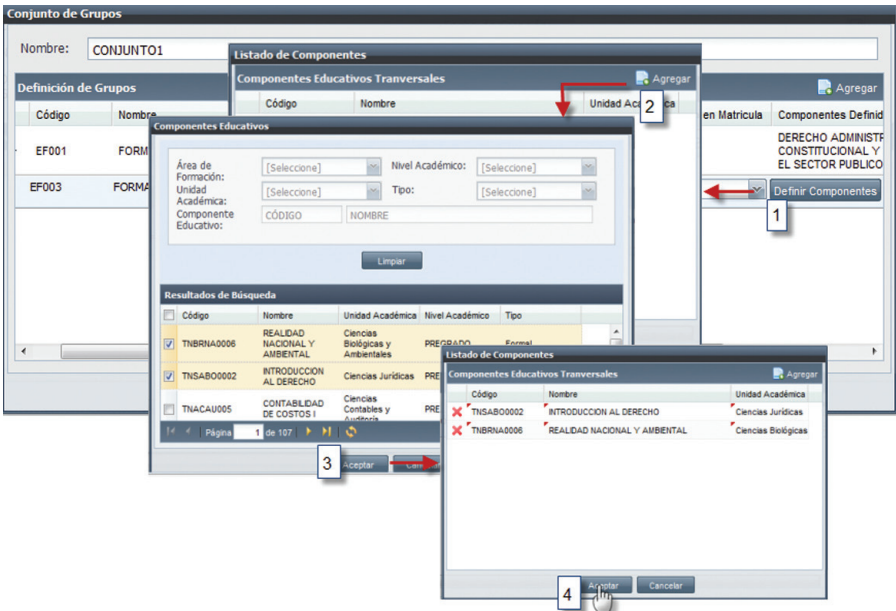 Conjunto de Grupos
Nombre: CONJUNTO1
Definición de Grupos
Agregar
Código Nombre en Matricula Componentes Definid
EF001 FORM DERECHO ADMINISTR
CONSTITUCIONAL Y
EL SECTOR PUBLICO
EF003 FORMA Definir Componentes
1
Listado de Componentes
Componentes Educativos Tranversales Agregar
Código Nombre Unidad Académica
2
Componentes Educativos
Área de Formación: [Seleccione] Nivel Académico: [Seleccione]
Unidad Académica: [Seleccione] Tipo: [Seleccione]
Componente Educativo: CÓDIGO NOMBRE
Limpiar
Resultados de Búsqueda
Código Nombre Unidad Académica Nivel Académico Tipo
TNBRNA0006 REALIDAD NACIONAL Y AMBIENTAL Ciencias Biológicas y Ambientales PREGRADO Formal
TNSABO0002 INTRODUCCION AL DERECHO Ciencias Jurídicas PRE
TNACAU005 CONTABILIDAD DE COSTOS I Ciencias Contables y Auditoría PRE
Página 1 de 107
3
Aceptar Can
Listado de Componentes
Componentes Educativos Tranversales Agregar
Código Nombre Unidad Académica
TNSABO0002 INTRODUCCION AL DERECHO Ciencias Jurídicas
TNBRNA0006 REALIDAD NACIONAL Y AMBIENTAL Ciencias Biológicas
4
Aceptar Cancelar